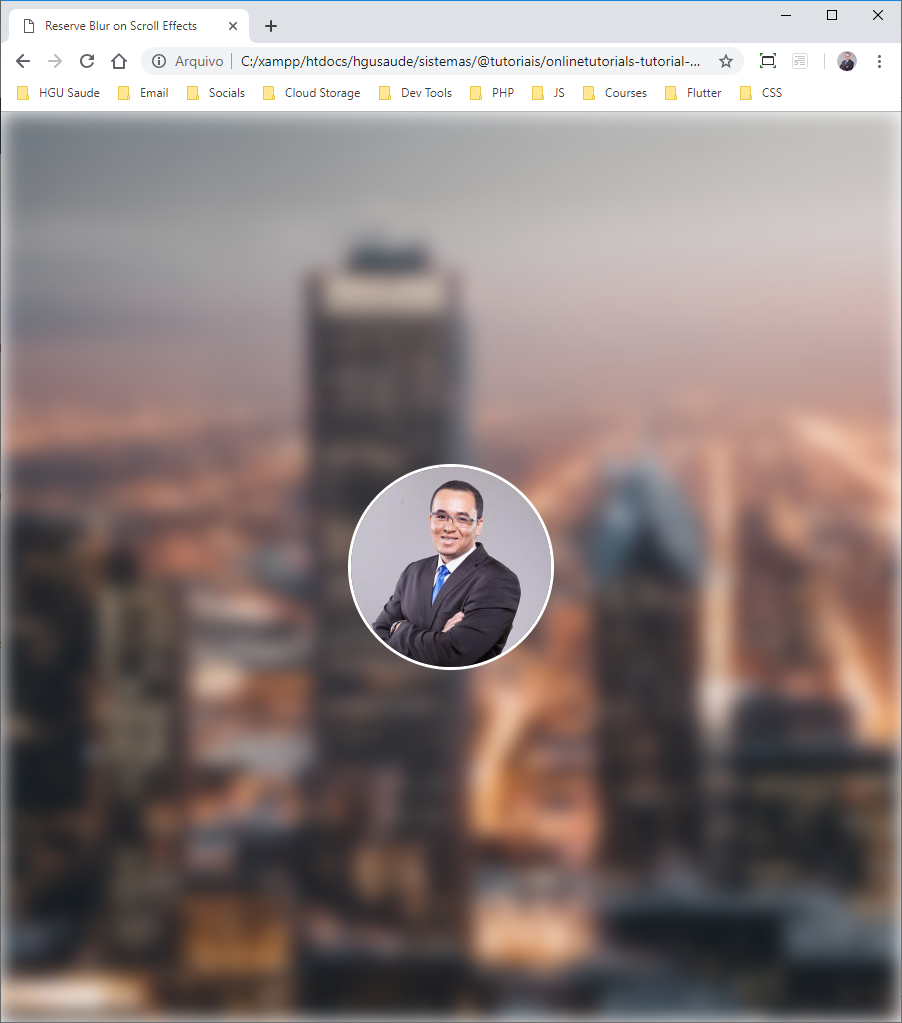 Reserve Blur on Scroll Effects
Arquivo | C:/xampp/htdocs/hgusaude/sistemas/@tutoriais/onlinetutorials-tutorial-...
HGU Saude Email Socials Cloud Storage Dev Tools PHP JS Courses Flutter CSS